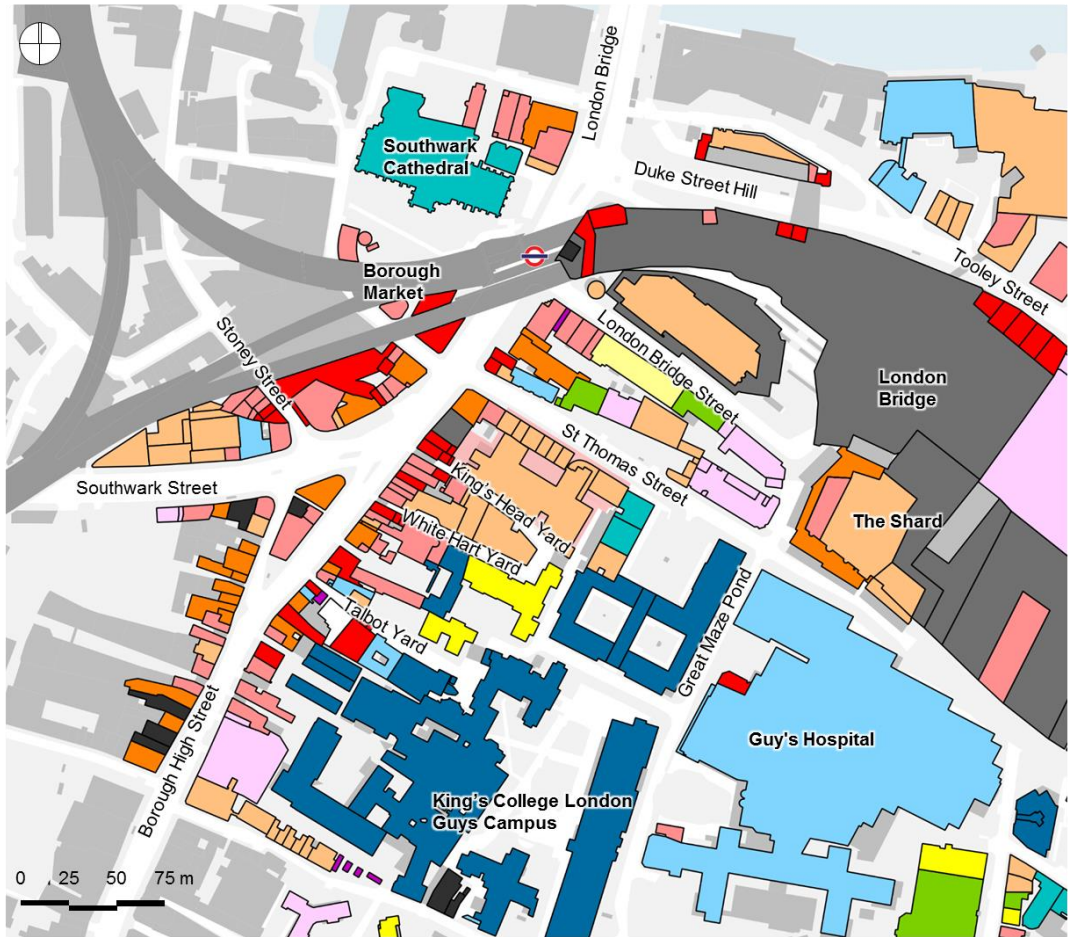 London Bridge
Southwark
Cathedral
Duke Street Hill
Tooley Street
Borough
Market
Stoney Street
London Bridge Street
London
Bridge
St Thomas Street
King's Head Yard
Southwark Street
White Hart Yard
The Shard
Talbot Yard
Great Maze Pond
Borough High Street
Guy's Hospital
King's College London
Guys Campus
0 25 50 75 m